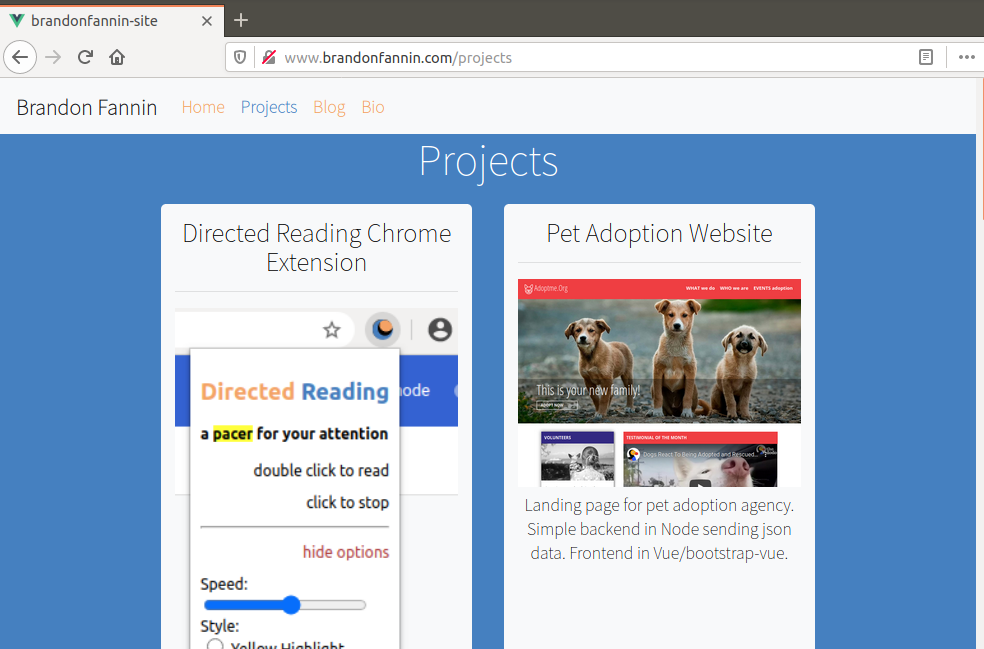 brandonfannin-site
www.brandonfannin.com/projects
Brandon Fannin Home Projects Blog Bio
Projects
Directed Reading Chrome
Extension
Directed Reading
node
a pacer for your attention
double click to read
click to stop
hide options
Speed:
Style:
Yellow Highlight
Pet Adoption Website
Adoptme.Org WHAT we do WHO we are EVENTS adoption
This is your new family!
ADOPT NOW
VOLUNTEERS
TESTIMONIAL OF THE MONTH
Dogs React To Being Adopted and Rescued...
Landing page for pet adoption agency.
Simple backend in Node sending json
data. Frontend in Vue/bootstrap-vue.